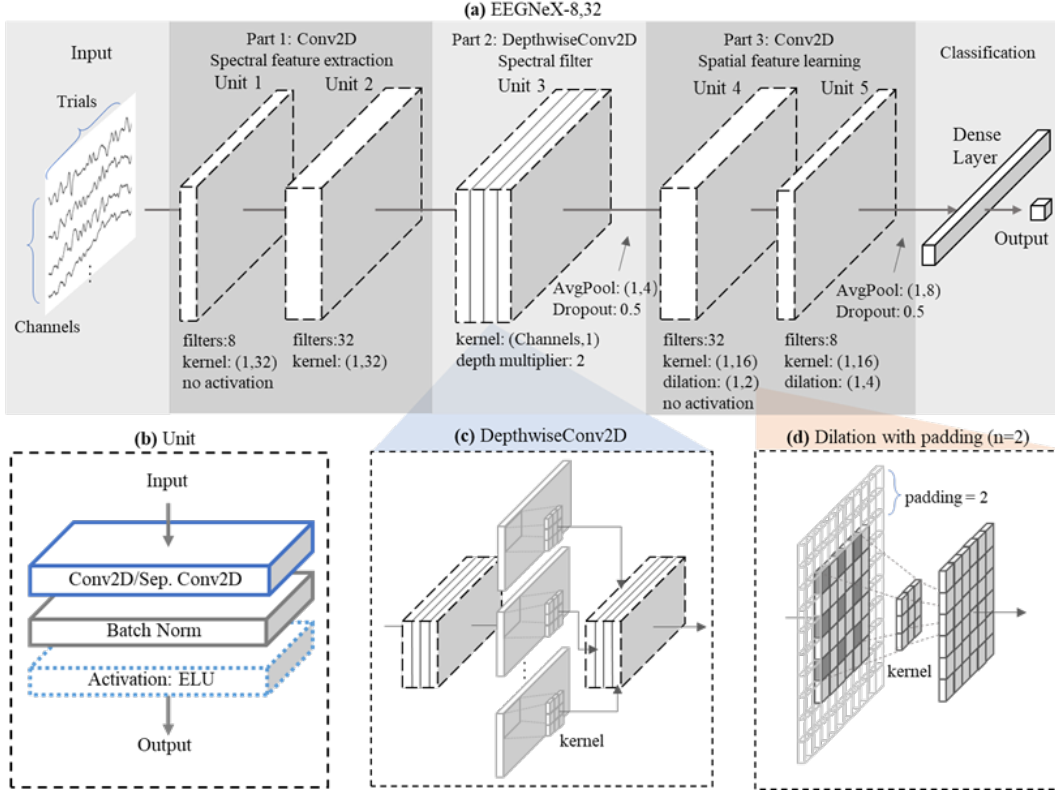 (a) EEGNeX-8,32
Input
Part 1: Conv2D
Spectral feature extraction
Part 2: DepthwiseConv2D
Spectral filter
Part 3: Conv2D
Spatial feature learning
Classification
Unit 1
Unit 2
Unit 3
Unit 4
Unit 5
Trials
Channels
Dense
Layer
Output
AvgPool: (1,4)
Dropout: 0.5
AvgPool: (1,8)
Dropout: 0.5
filters:8
kernel: (1,32)
no activation
filters:32
kernel: (1,32)
kernel: (Channels,1)
depth multiplier: 2
filters:32
kernel: (1,16)
dilation: (1,2)
no activation
filters:8
kernel: (1,16)
dilation: (1,4)
(b) Unit
Input
Conv2D/Sep. Conv2D
Batch Norm
Activation: ELU
Output
(c) DepthwiseConv2D
kernel
(d) Dilation with padding (n=2)
padding = 2
kernel